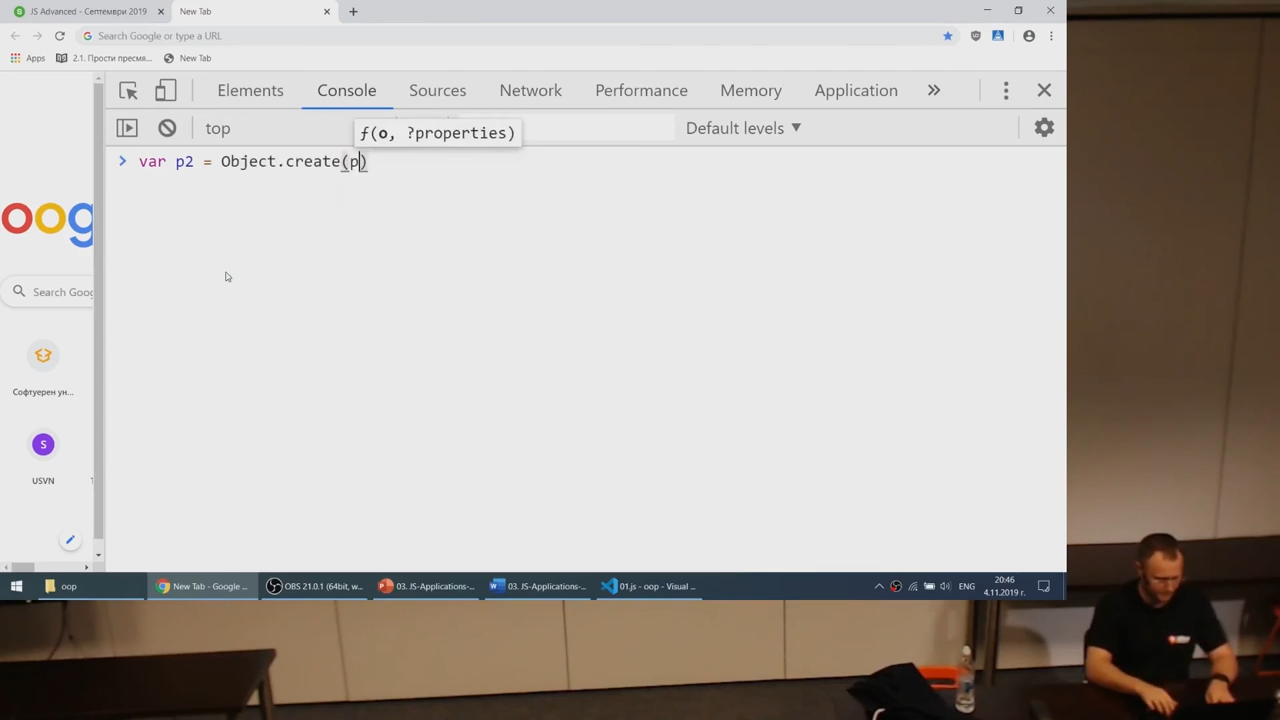 JS Advanced - Септември 2019
New Tab
Search Google or type a URL
Apps
2.1. Прости пресмя...
New Tab
Elements
Console
Sources
Network
Performance
Memory
Application
top
ƒ(o, ?properties)
Default levels ▼
> var p2 = Object.create(p)
oog
Search Goog
Софтуерен ун...
S
USVN
oop
New Tab - Google ...
OBS 21.0.1 (64bit, w...
03. JS-Applications-...
03. JS-Applications-...
01.js - oop - Visual ...
ENG
20:46
4.11.2019 г.